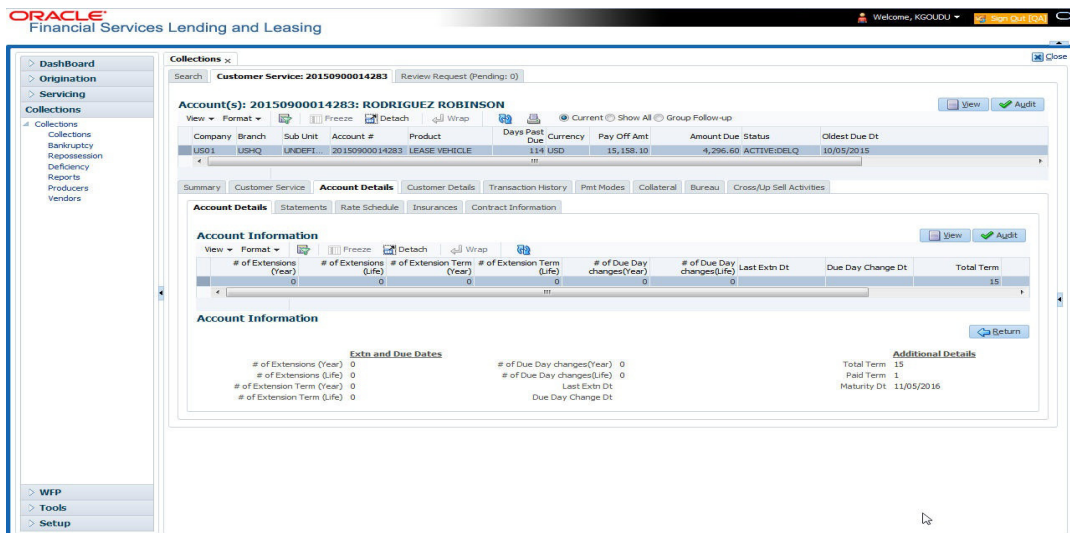 ORACLE
Financial Services Lending and Leasing
Welcome, KGOUDU
Sign Out [QA]
Close
DashBoard
Origination
Servicing
Collections
Collections
Collections
Bankruptcy
Repossession
Deficiency
Reports
Producers
Vendors
WFP
Tools
Setup
Collections x
Search Customer Service: 20150900014283 Review Request (Pending: 0)
Account(s): 20150900014283: RODRIGUEZ ROBINSON
View Audit
View Format Freeze Detach Wrap Current Show All Group Follow-up
Company Branch Sub Unit Account # Product Days Past Due Currency Pay Off Amt Amount Due Status Oldest Due Dt
US01 USHQ UNDEFI... 20150900014283 LEASE VEHICLE 114 USD 15,158.10 4,296.60 ACTIVE:DELQ 10/05/2015
Summary Customer Service Account Details Customer Details Transaction History Pmt Modes Collateral Bureau Cross/Up Sell Activities
Account Details Statements Rate Schedule Insurances Contract Information
Account Information
View Audit
View Format Freeze Detach Wrap
# of Extensions (Year) # of Extensions (Life) # of Extension Term (Year) # of Extension Term (Life) # of Due Day changes(Year) # of Due Day changes(Life) Last Extn Dt Due Day Change Dt Total Term
0 0 0 0 0 0 15
Account Information
Return
Extn and Due Dates Additional Details
# of Extensions (Year) 0 # of Due Day changes(Year) 0 Total Term 15
# of Extensions (Life) 0 # of Due Day changes(Life) 0 Paid Term 1
# of Extension Term (Year) 0 Last Extn Dt Maturity Dt 11/05/2016
# of Extension Term (Life) 0 Due Day Change Dt